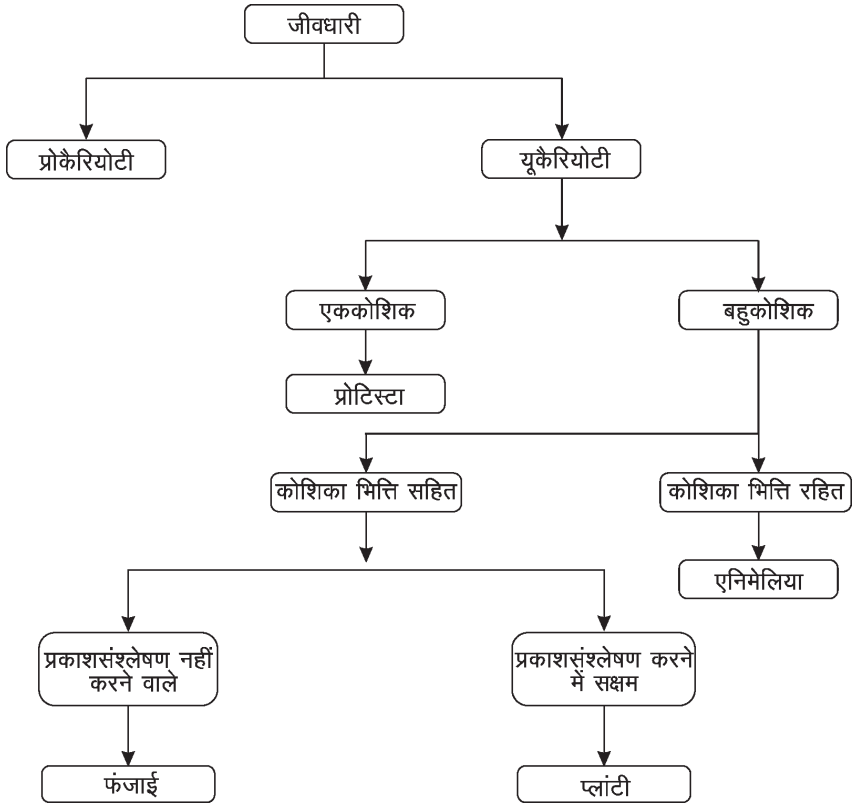 जीवधारी
प्रोकैरियोटी
यूकैरियोटी
एककोशिक
बहुकोशिक
प्रोटिस्टा
कोशिका भित्ति सहित
कोशिका भित्ति रहित
एनिमेलिया
प्रकाशसंश्लेषण नहीं
करने वाले
प्रकाशसंश्लेषण करने
में सक्षम
फंजाई
प्लांटी